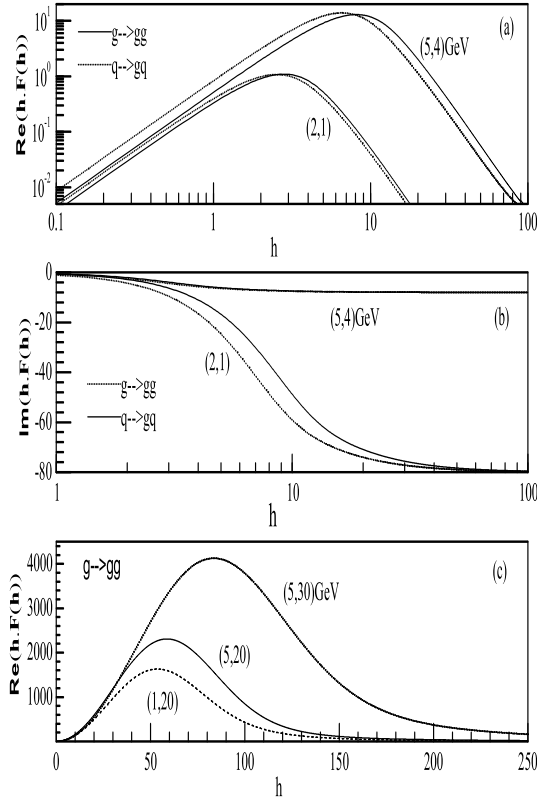 10¹
(a)
g-->gg
(5,4)GeV
q-->gq
10⁰
Re(h.F(h))
(2,1)
10⁻¹
10⁻²
0.1
1
10
100
h
0
(5,4)GeV
(b)
-20
(2,1)
Im(h.F(h))
-40
g-->gg
q-->gq
-60
-80
1
10
100
h
4000
g-->gg
(c)
(5,30)GeV
3000
Re(h.F(h))
2000
(5,20)
(1,20)
1000
0
50
100
150
200
250
h